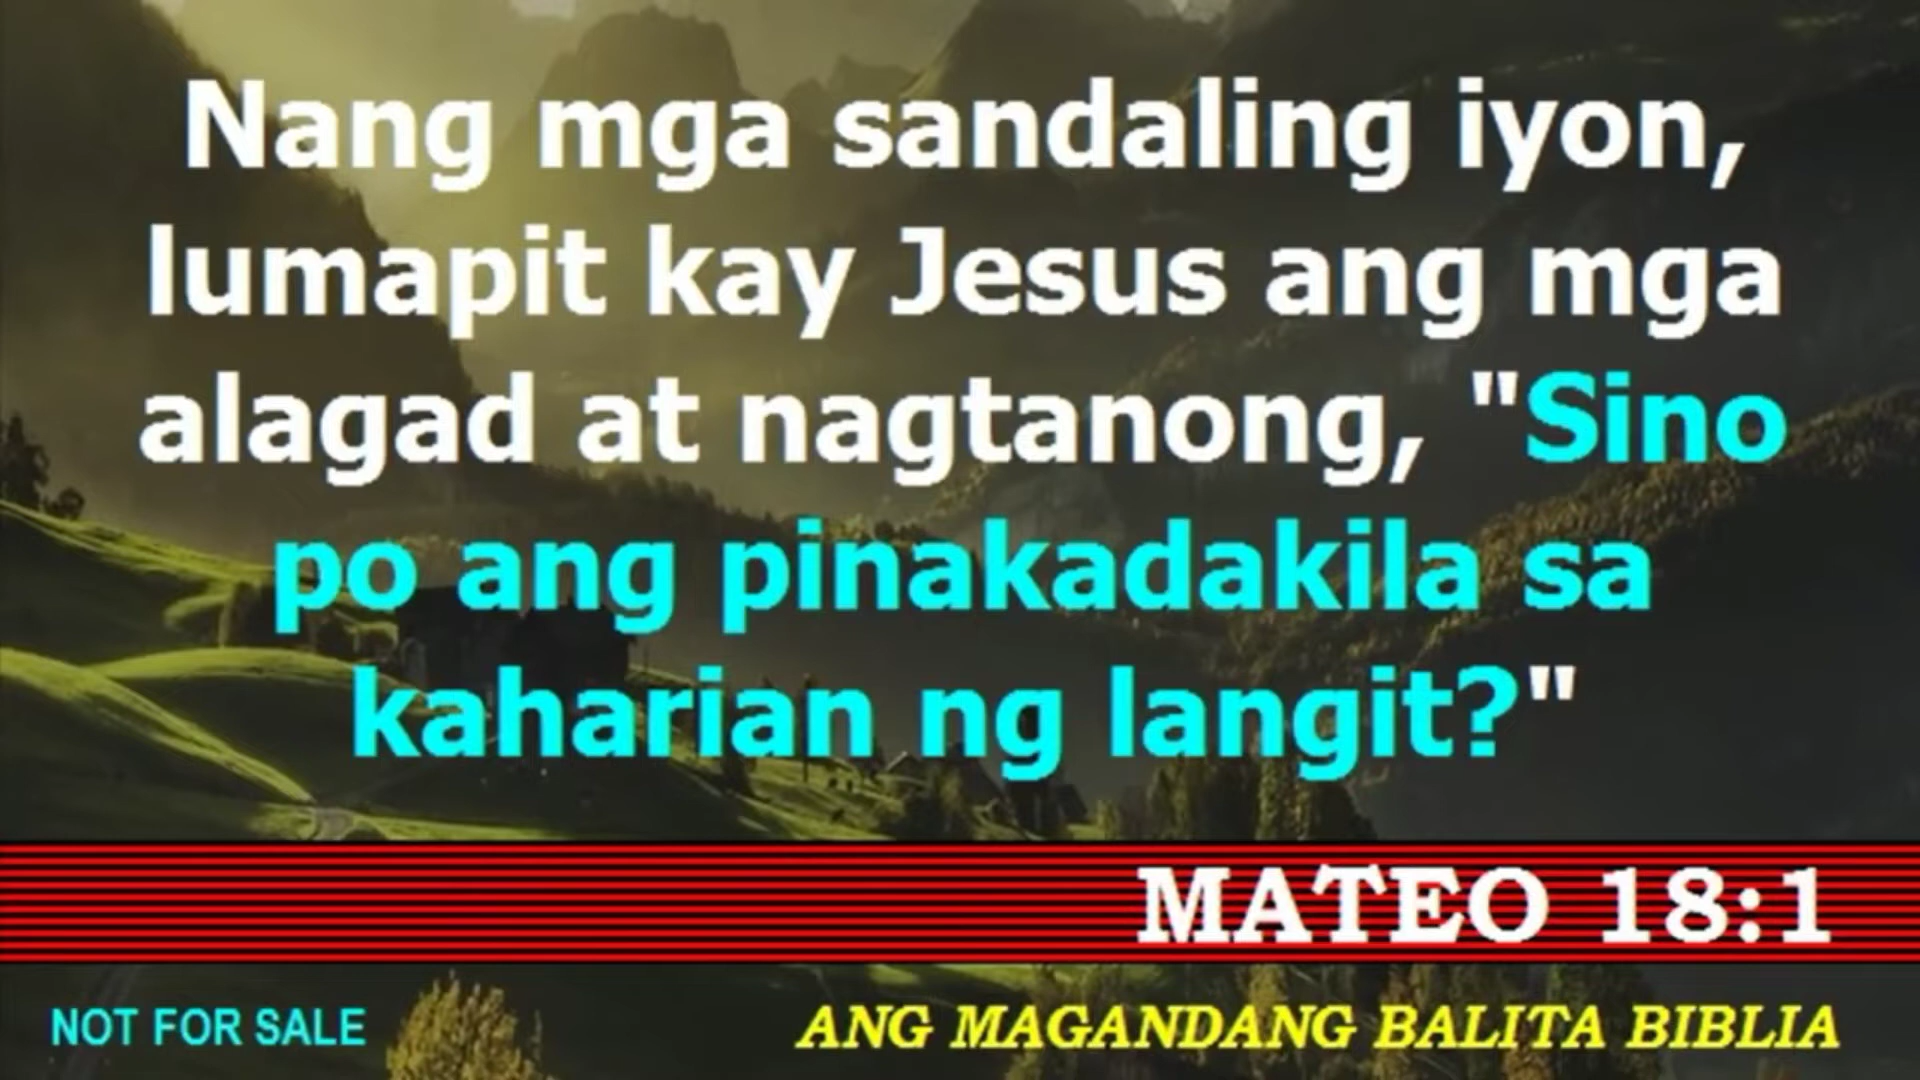 Nang mga sandaling iyon,
lumapit kay Jesus ang mga
alagad at nagtanong, "Sino
po ang pinakadakila sa
kaharian ng langit?"
MATEO 18:1
NOT FOR SALE
ANG MAGANDANG BALITA BIBLIA